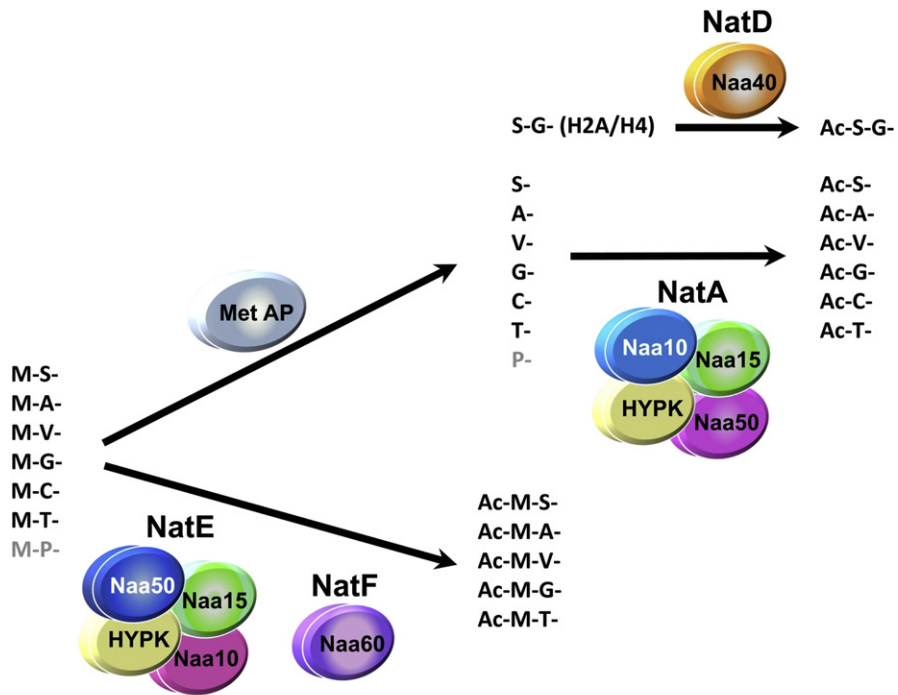 NatD
Naa40
S-G- (H2A/H4)
Ac-S-G-
S-
A-
V-
G-
C-
T-
P-
Ac-S-
Ac-A-
Ac-V-
Ac-G-
Ac-C-
Ac-T-
NatA
Naa10
Naa15
HYPK
Naa50
Met AP
M-S-
M-A-
M-V-
M-G-
M-C-
M-T-
M-P-
NatE
Naa50
Naa15
HYPK
Naa10
NatF
Naa60
Ac-M-S-
Ac-M-A-
Ac-M-V-
Ac-M-G-
Ac-M-T-